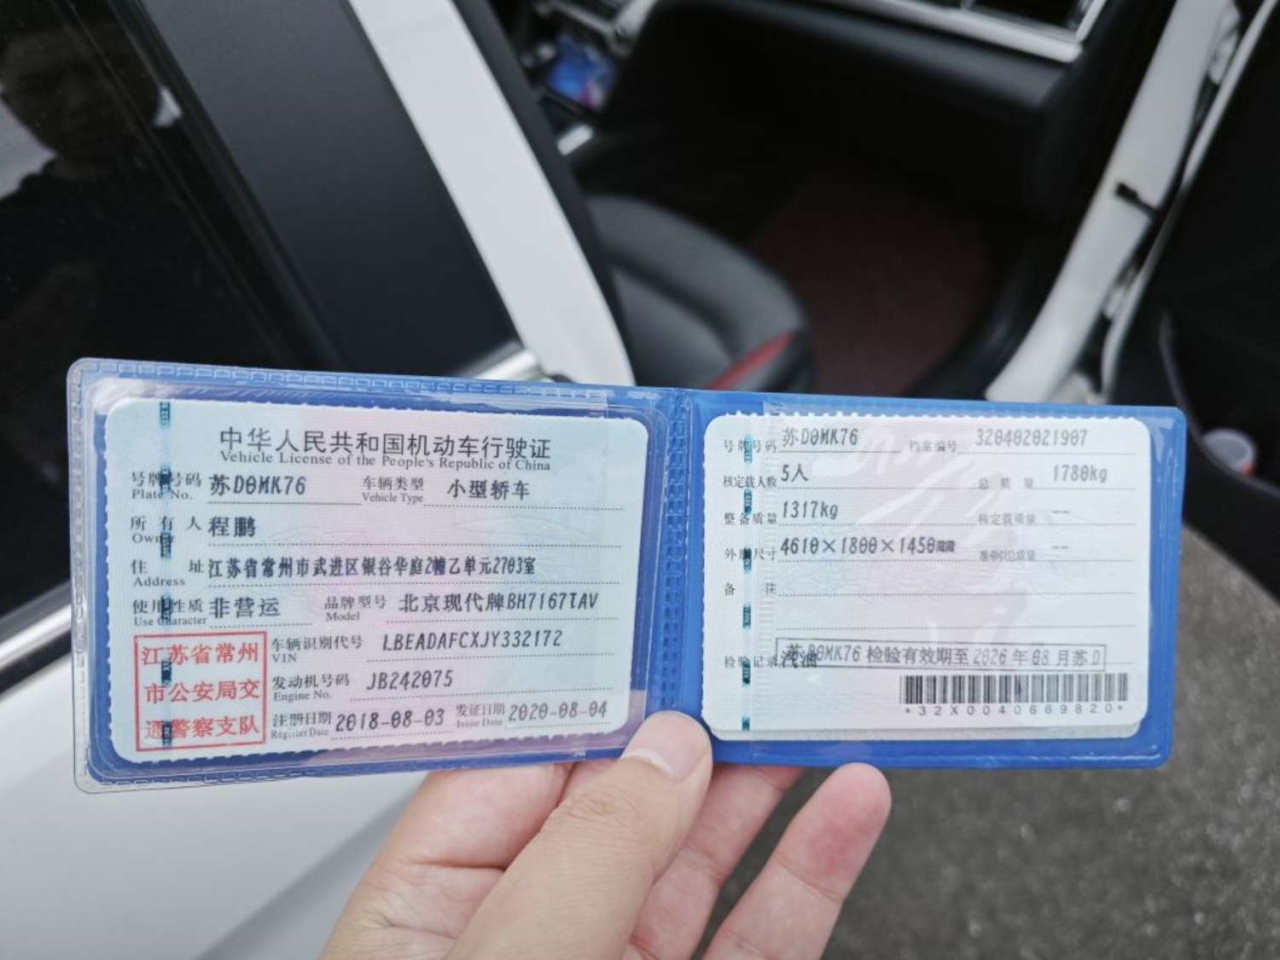 中华人民共和国机动车行驶证
Vehicle License of the People's Republic of China
号牌号码 苏D0MK76 车辆类型 小型轿车
Plate No. Vehicle Type
所有人 程鹏
Owner
住址 江苏省常州市武进区银谷华庭2幢乙单元2703室
Address
使用性质 非营运 品牌型号 北京现代牌BH7167TAV
Use Character Model
江苏省常州
市公安局交
通警察支队
车辆识别代号 LBEADAFCXJY332172
VIN
发动机号码 JB242075
Engine No.
注册日期 2018-08-03 发证日期 2020-08-04
Register Date Issue Date
号牌号码 苏D0MK76 档案编号 320402021907
核定载人数 5人 总质量 1780kg
整备质量 1317kg 核定载质量 --
外廓尺寸 4610×1800×1450mm 准牵引总质量 --
备注
检验记录 汽油
苏D0MK76 检验有效期至 2026 年 08 月苏D
*32X0040669820*